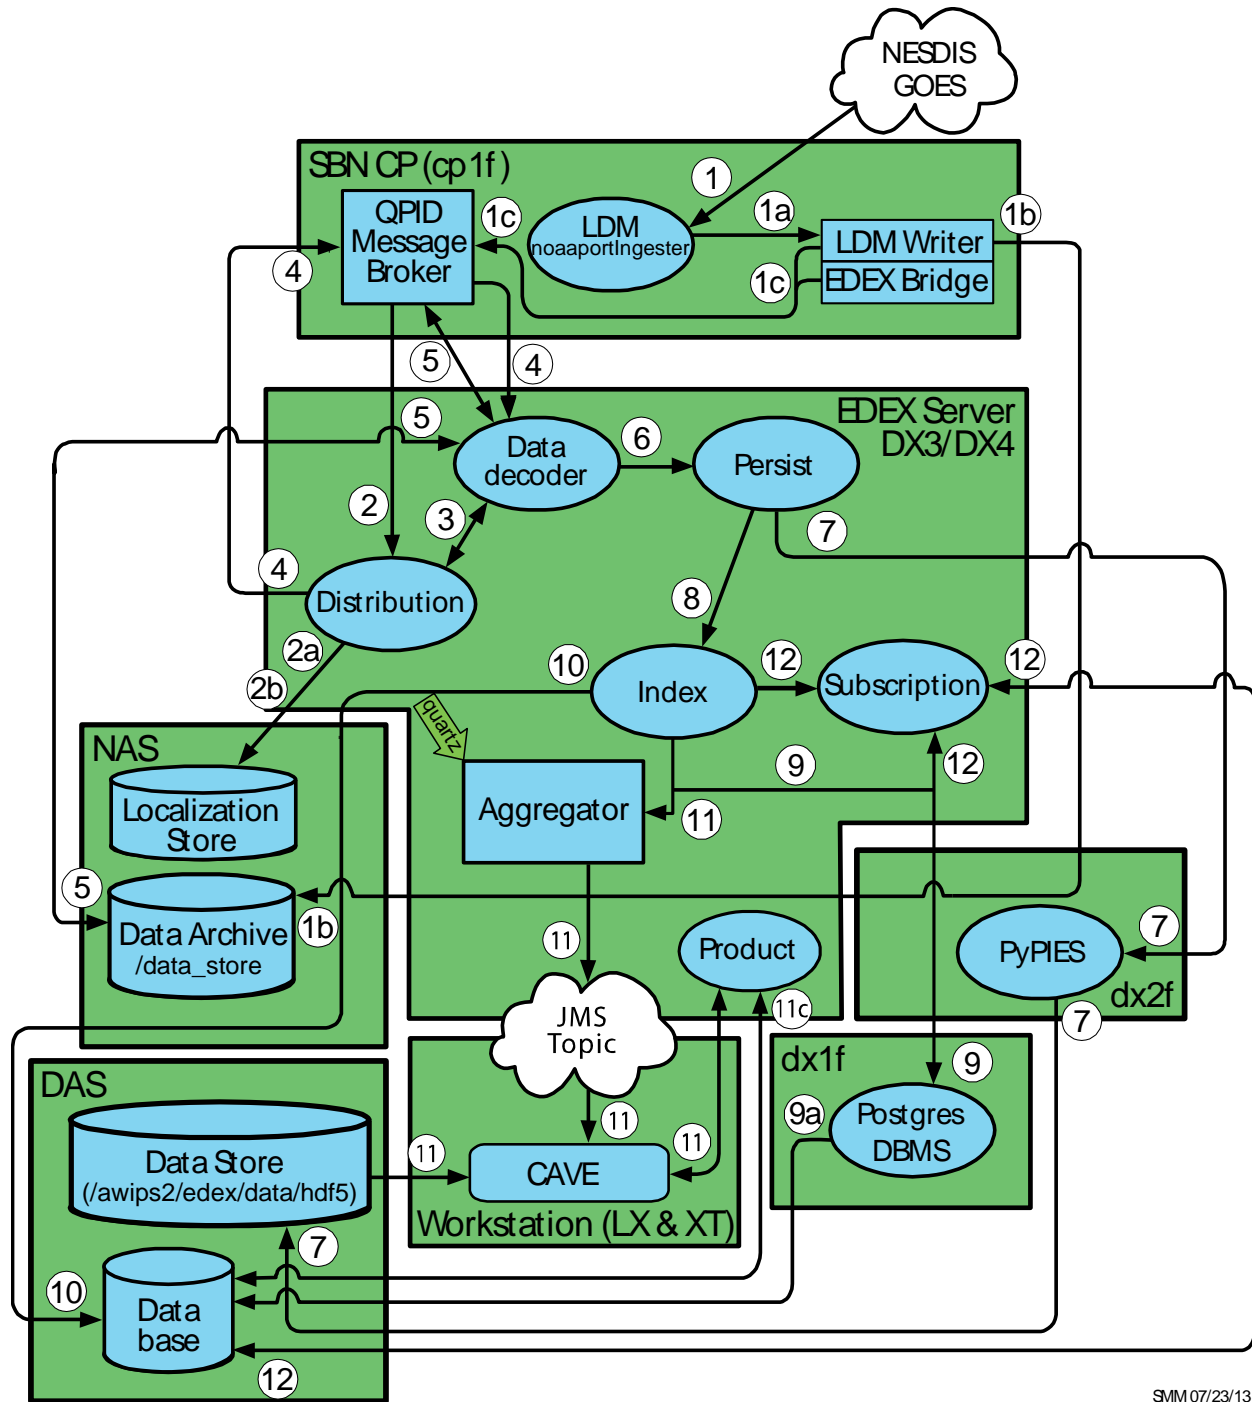 NESDIS
GOES
SBN CP (cp1f)
1
QPID
Message
Broker
1c
LDM
noaaportIngester
1a
1b
LDM Writer
EDEX Bridge
1c
4
5
4
EDEX Server
DX3/DX4
5
Data
decoder
6
Persist
2
3
7
4
Distribution
8
2a
2b
10
Index
12
Subscription
12
quartz
NAS
Localization
Store
Aggregator
9
12
11
5
Data Archive
/data_store
1b
11
Product
PyPIES
7
dx2f
11c
7
JMS
Topic
dx1f
9
DAS
9a
Postgres
DBMS
Data Store
(/awips2/edex/data/hdf5)
11
11
11
CAVE
Workstation (LX & XT)
7
10
Data
base
12
SMM 07/23/13